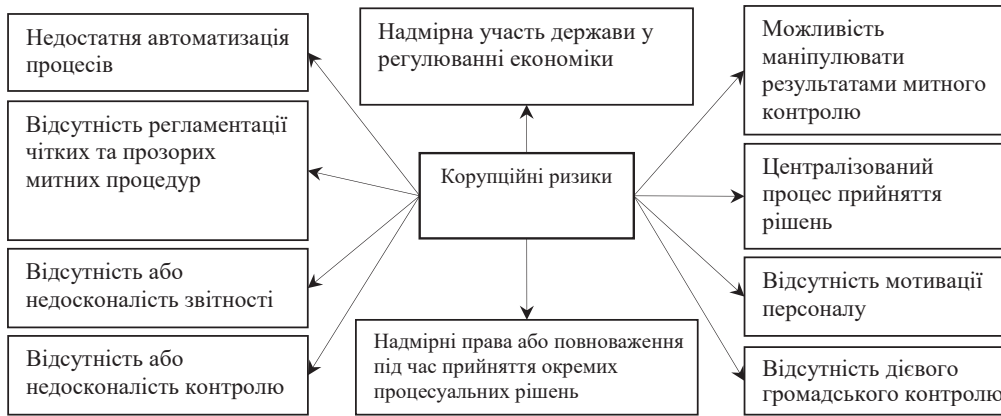 Недостатня автоматизація
процесів
Відсутність регламентації
чітких та прозорих
митних процедур
Відсутність або
недосконалість звітності
Відсутність або
недосконалість контролю
Надмірна участь держави у
регулюванні економіки
Корупційні ризики
Надмірні права або повноваження
під час прийняття окремих
процесуальних рішень
Можливість
маніпулювати
результатами митного
контролю
Централізований
процес прийняття
рішень
Відсутність мотивації
персоналу
Відсутність дієвого
громадського контролю